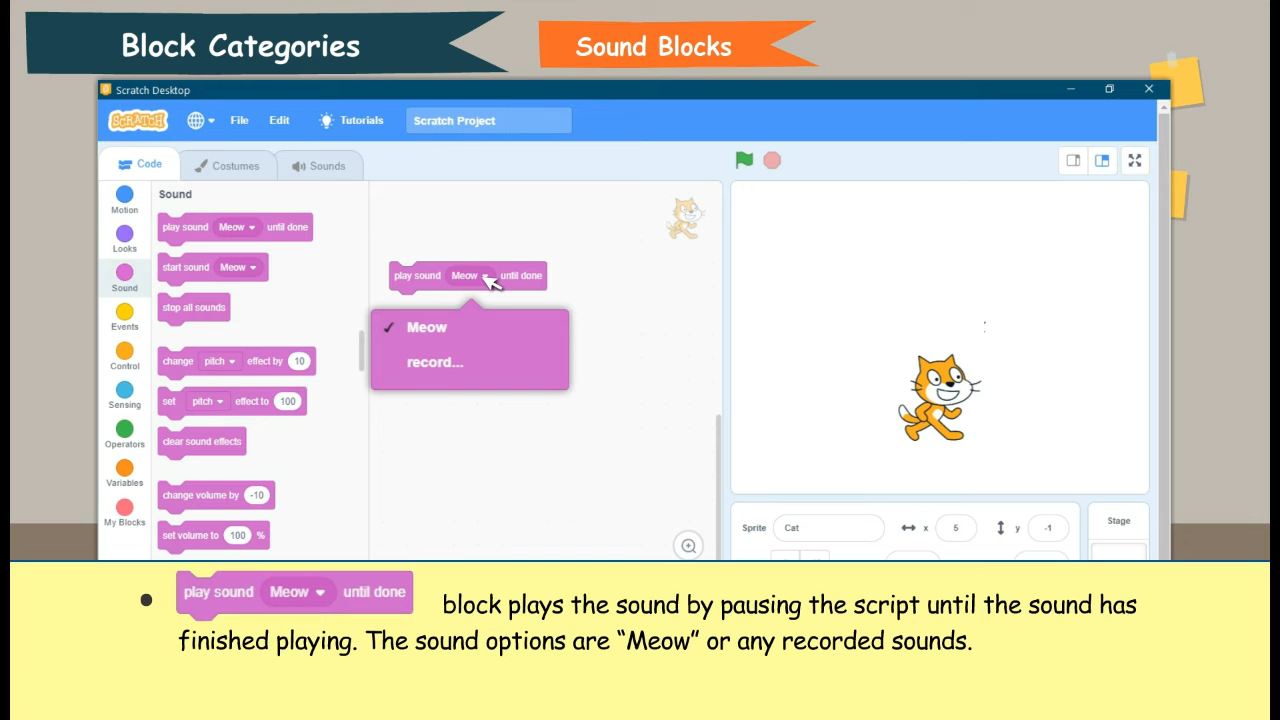 Block Categories
Sound Blocks
Scratch Desktop
SCRATCH
File
Edit
Tutorials
Scratch Project
Code
Costumes
Sounds
Motion
Looks
Sound
Events
Control
Sensing
Operators
Variables
My Blocks
Sound
play sound Meow until done
start sound Meow
stop all sounds
change pitch effect by 10
set pitch effect to 100
clear sound effects
change volume by -10
set volume to 100 %
play sound Meow until done
✓ Meow
record...
Sprite Cat x 5 y -1
Stage
• play sound Meow until done block plays the sound by pausing the script until the sound has
finished playing. The sound options are “Meow” or any recorded sounds.